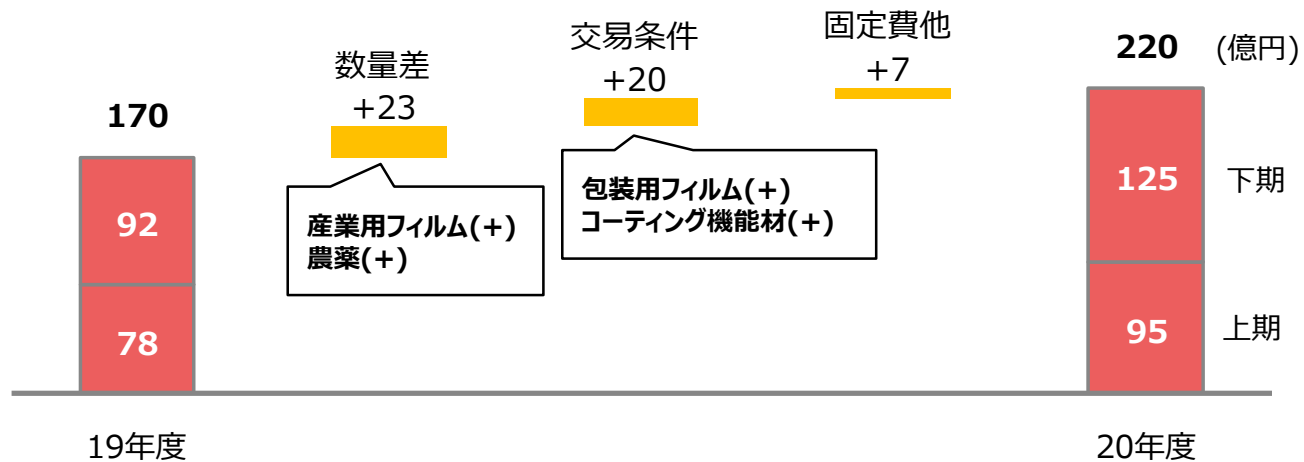 数量差
+23
交易条件
+20
固定費他
+7
220 (億円)
170
産業用フィルム(+)
農薬(+)
包装用フィルム(+)
コーティング機能材(+)
92
78
125
下期
95
上期
19年度
20年度